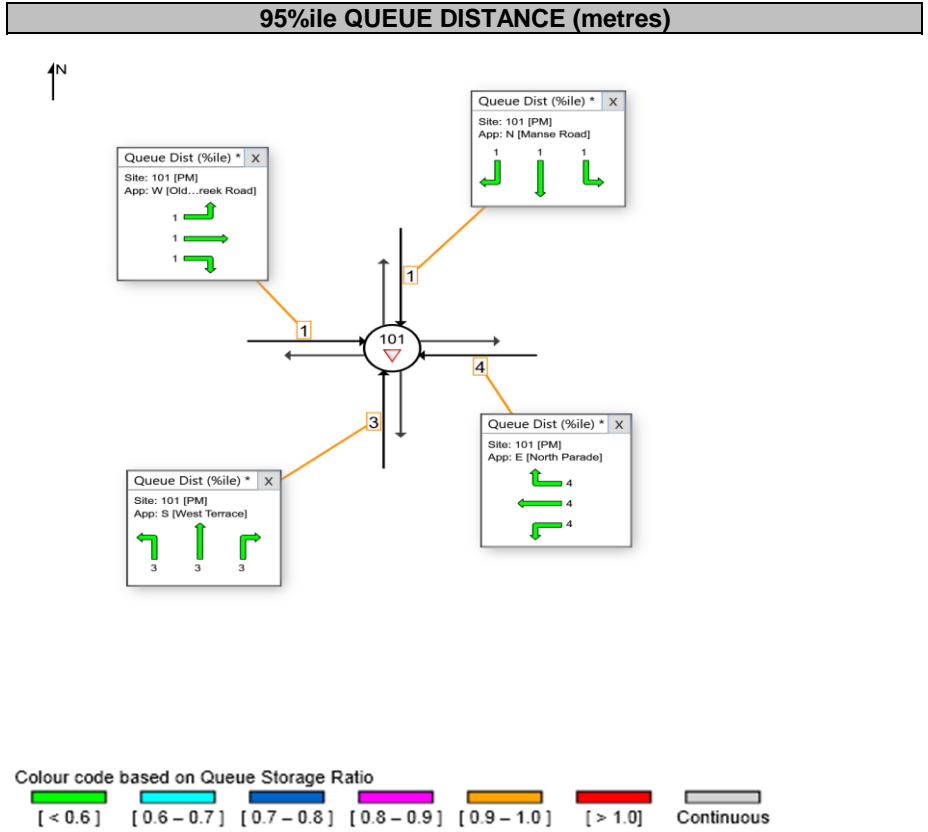 95%ile QUEUE DISTANCE (metres)
N
Queue Dist (%ile) * X
Site: 101 [PM]
App: N [Manse Road]
1 1 1
Queue Dist (%ile) * X
Site: 101 [PM]
App: W [Old...reek Road]
1
1
1
1
1
101
4
3
Queue Dist (%ile) * X
Site: 101 [PM]
App: E [North Parade]
4
4
4
Queue Dist (%ile) * X
Site: 101 [PM]
App: S [West Terrace]
3 3 3
Colour code based on Queue Storage Ratio
[ < 0.6 ] [ 0.6 – 0.7 ] [ 0.7 – 0.8 ] [ 0.8 – 0.9 ] [ 0.9 – 1.0 ] [ > 1.0] Continuous